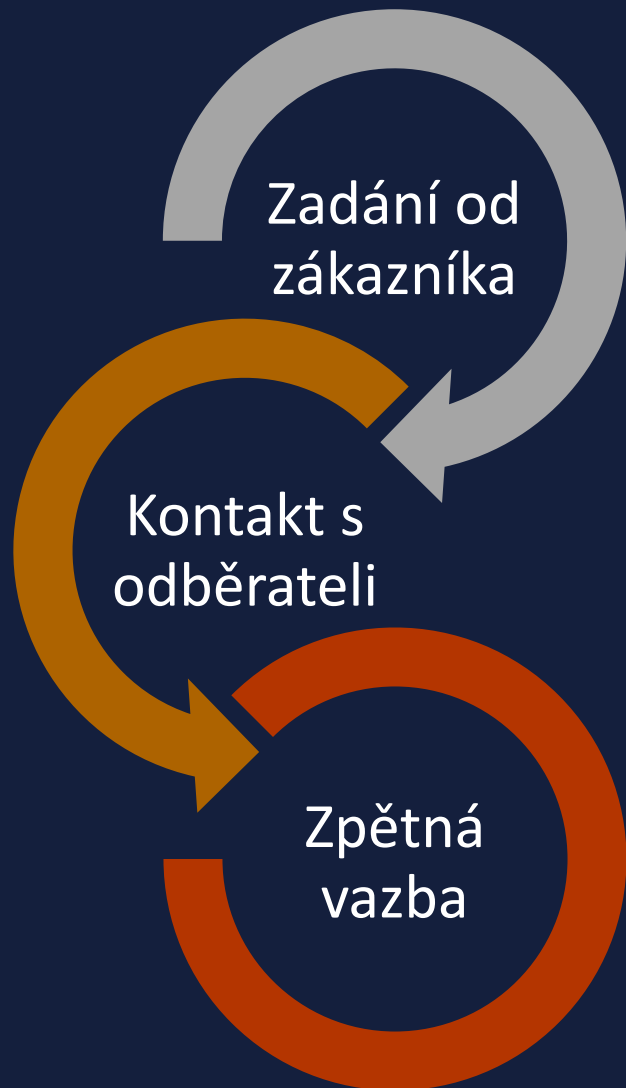 Zadání od
zákazníka
Kontakt s
odběrateli
Zpětná
vazba